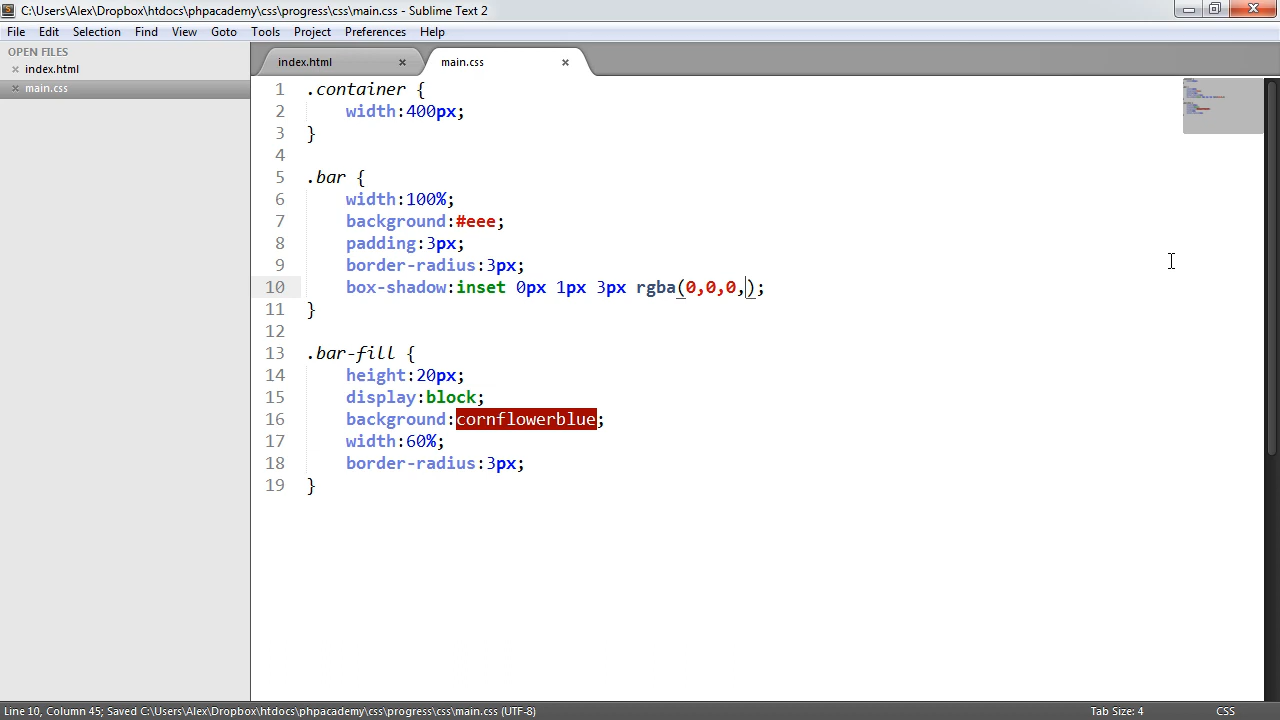 C:\Users\Alex\Dropbox\htdocs\phpacademy\css\progress\css\main.css - Sublime Text 2
File Edit Selection Find View Goto Tools Project Preferences Help
OPEN FILES
index.html
main.css
index.html main.css
1 .container {
2 width:400px;
3 }
4
5 .bar {
6 width:100%;
7 background:#eee;
8 padding:3px;
9 border-radius:3px;
10 box-shadow:inset 0px 1px 3px rgba(0,0,0,);
11 }
12
13 .bar-fill {
14 height:20px;
15 display:block;
16 background:cornflowerblue;
17 width:60%;
18 border-radius:3px;
19 }
Line 10, Column 45; Saved C:\Users\Alex\Dropbox\htdocs\phpacademy\css\progress\css\main.css (UTF-8) Tab Size: 4 CSS